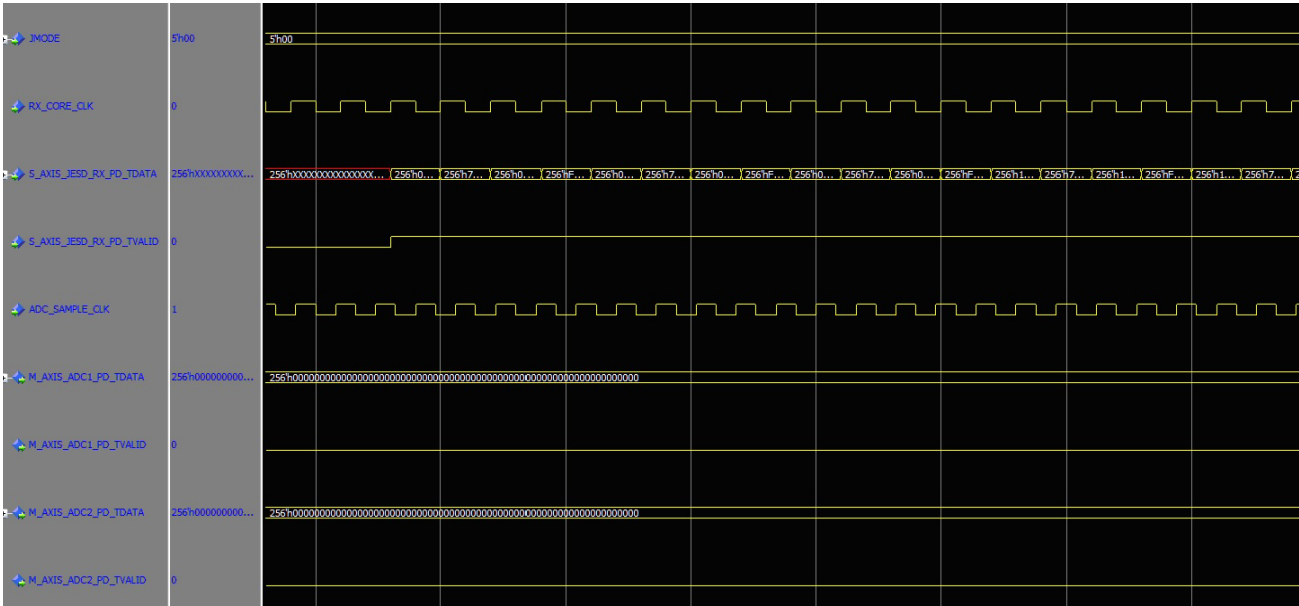 JMODE 5'h00 5'h00
RX_CORE_CLK 0
S_AXIS_JESD_RX_PD_TDATA 256'hXXXXXXXXX... 256'hXXXXXXXXXXXXXXXX... 256'h0... 256'h7... 256'h0... 256'hF... 256'h0... 256'h7... 256'h0... 256'hF... 256'h0... 256'h7... 256'h0... 256'hF... 256'h1... 256'h7... 256'h1... 256'hF... 256'h1... 256'h7... 2
S_AXIS_JESD_RX_PD_TVALID 0
ADC_SAMPLE_CLK 1
M_AXIS_ADC1_PD_TDATA 256'h000000000... 256'h0000000000000000000000000000000000000000000000000000000000000000
M_AXIS_ADC1_PD_TVALID 0
M_AXIS_ADC2_PD_TDATA 256'h000000000... 256'h0000000000000000000000000000000000000000000000000000000000000000
M_AXIS_ADC2_PD_TVALID 0